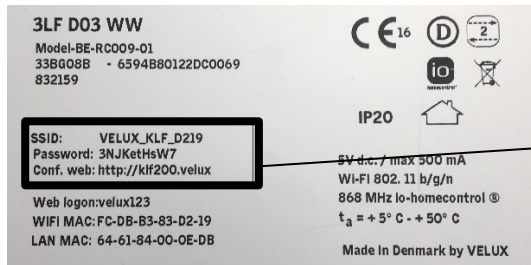 3LF D03 WW
Model-BE-RC009-01
33BG08B - 6594B80122DC0069
832159
SSID: VELUX_KLF_D219
Password: 3NJKetHsW7
Conf. web: http://klf200.velux
Web logon:velux123
WIFI MAC:FC-DB-B3-83-D2-19
LAN MAC: 64-61-84-00-0E-DB
CE 16 D 2
io
homecontrol®
IP20
5V d.c. / max 500 mA
Wi-Fi 802. 11 b/g/n
868 MHz io-homecontrol ®
ta = + 5° C - + 50° C
Made in Denmark by VELUX